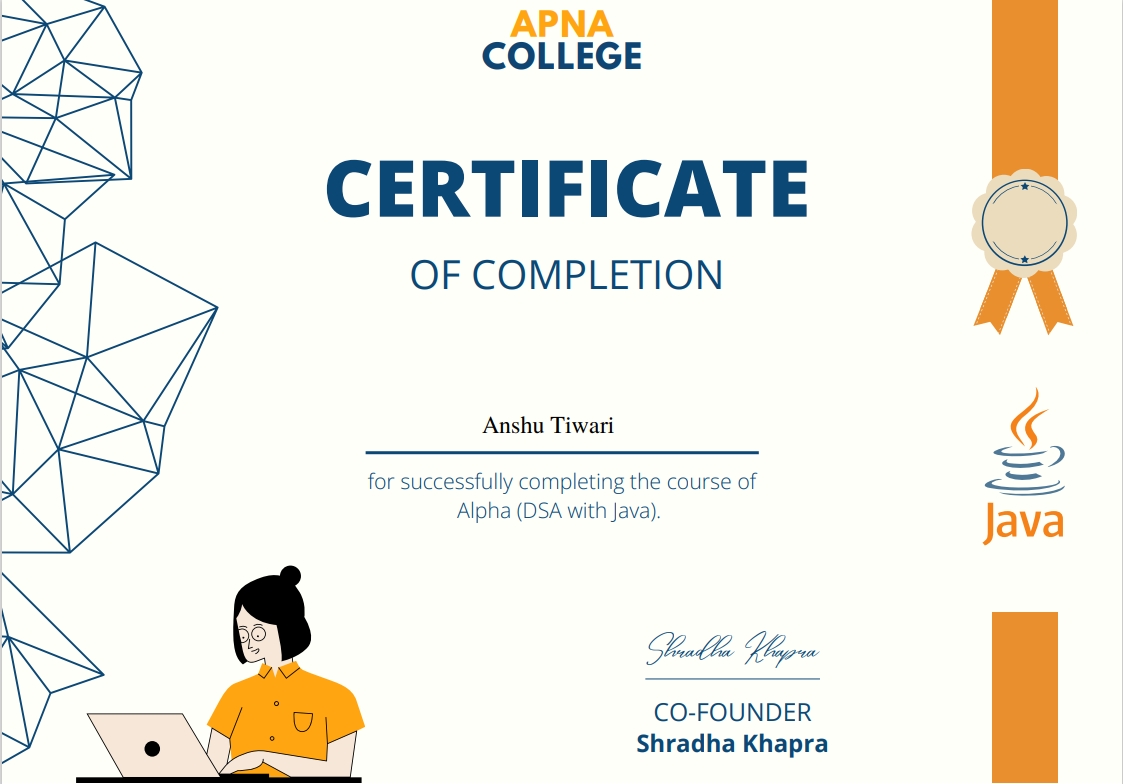 APNA
COLLEGE
CERTIFICATE
OF COMPLETION
Anshu Tiwari
for successfully completing the course of
Alpha (DSA with Java).
Java
Shradha Khapra
CO-FOUNDER
Shradha Khapra